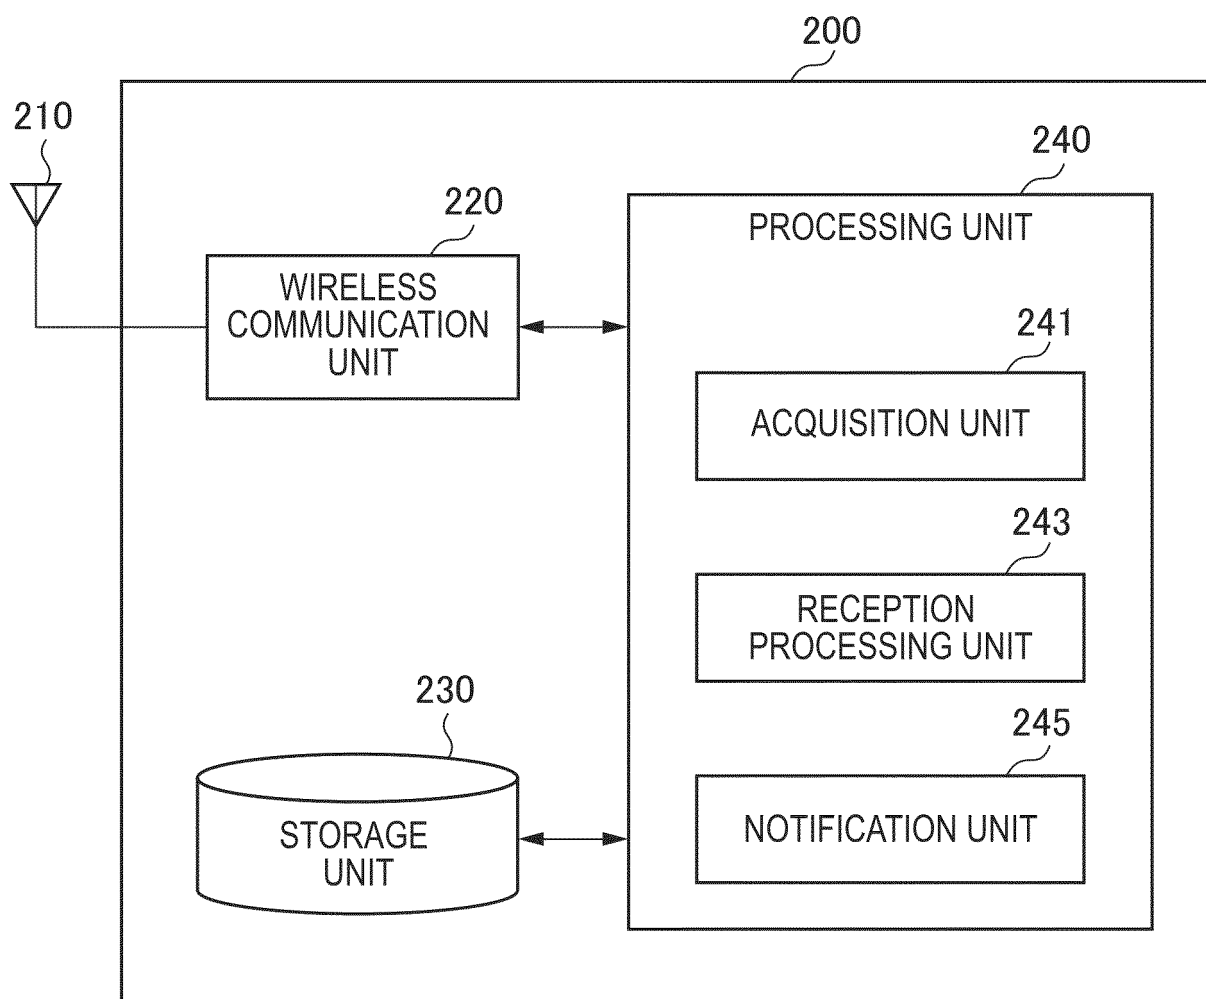 200
210
240
220
PROCESSING UNIT
WIRELESS
COMMUNICATION
UNIT
241
ACQUISITION UNIT
243
RECEPTION
PROCESSING UNIT
230
245
STORAGE
UNIT
NOTIFICATION UNIT